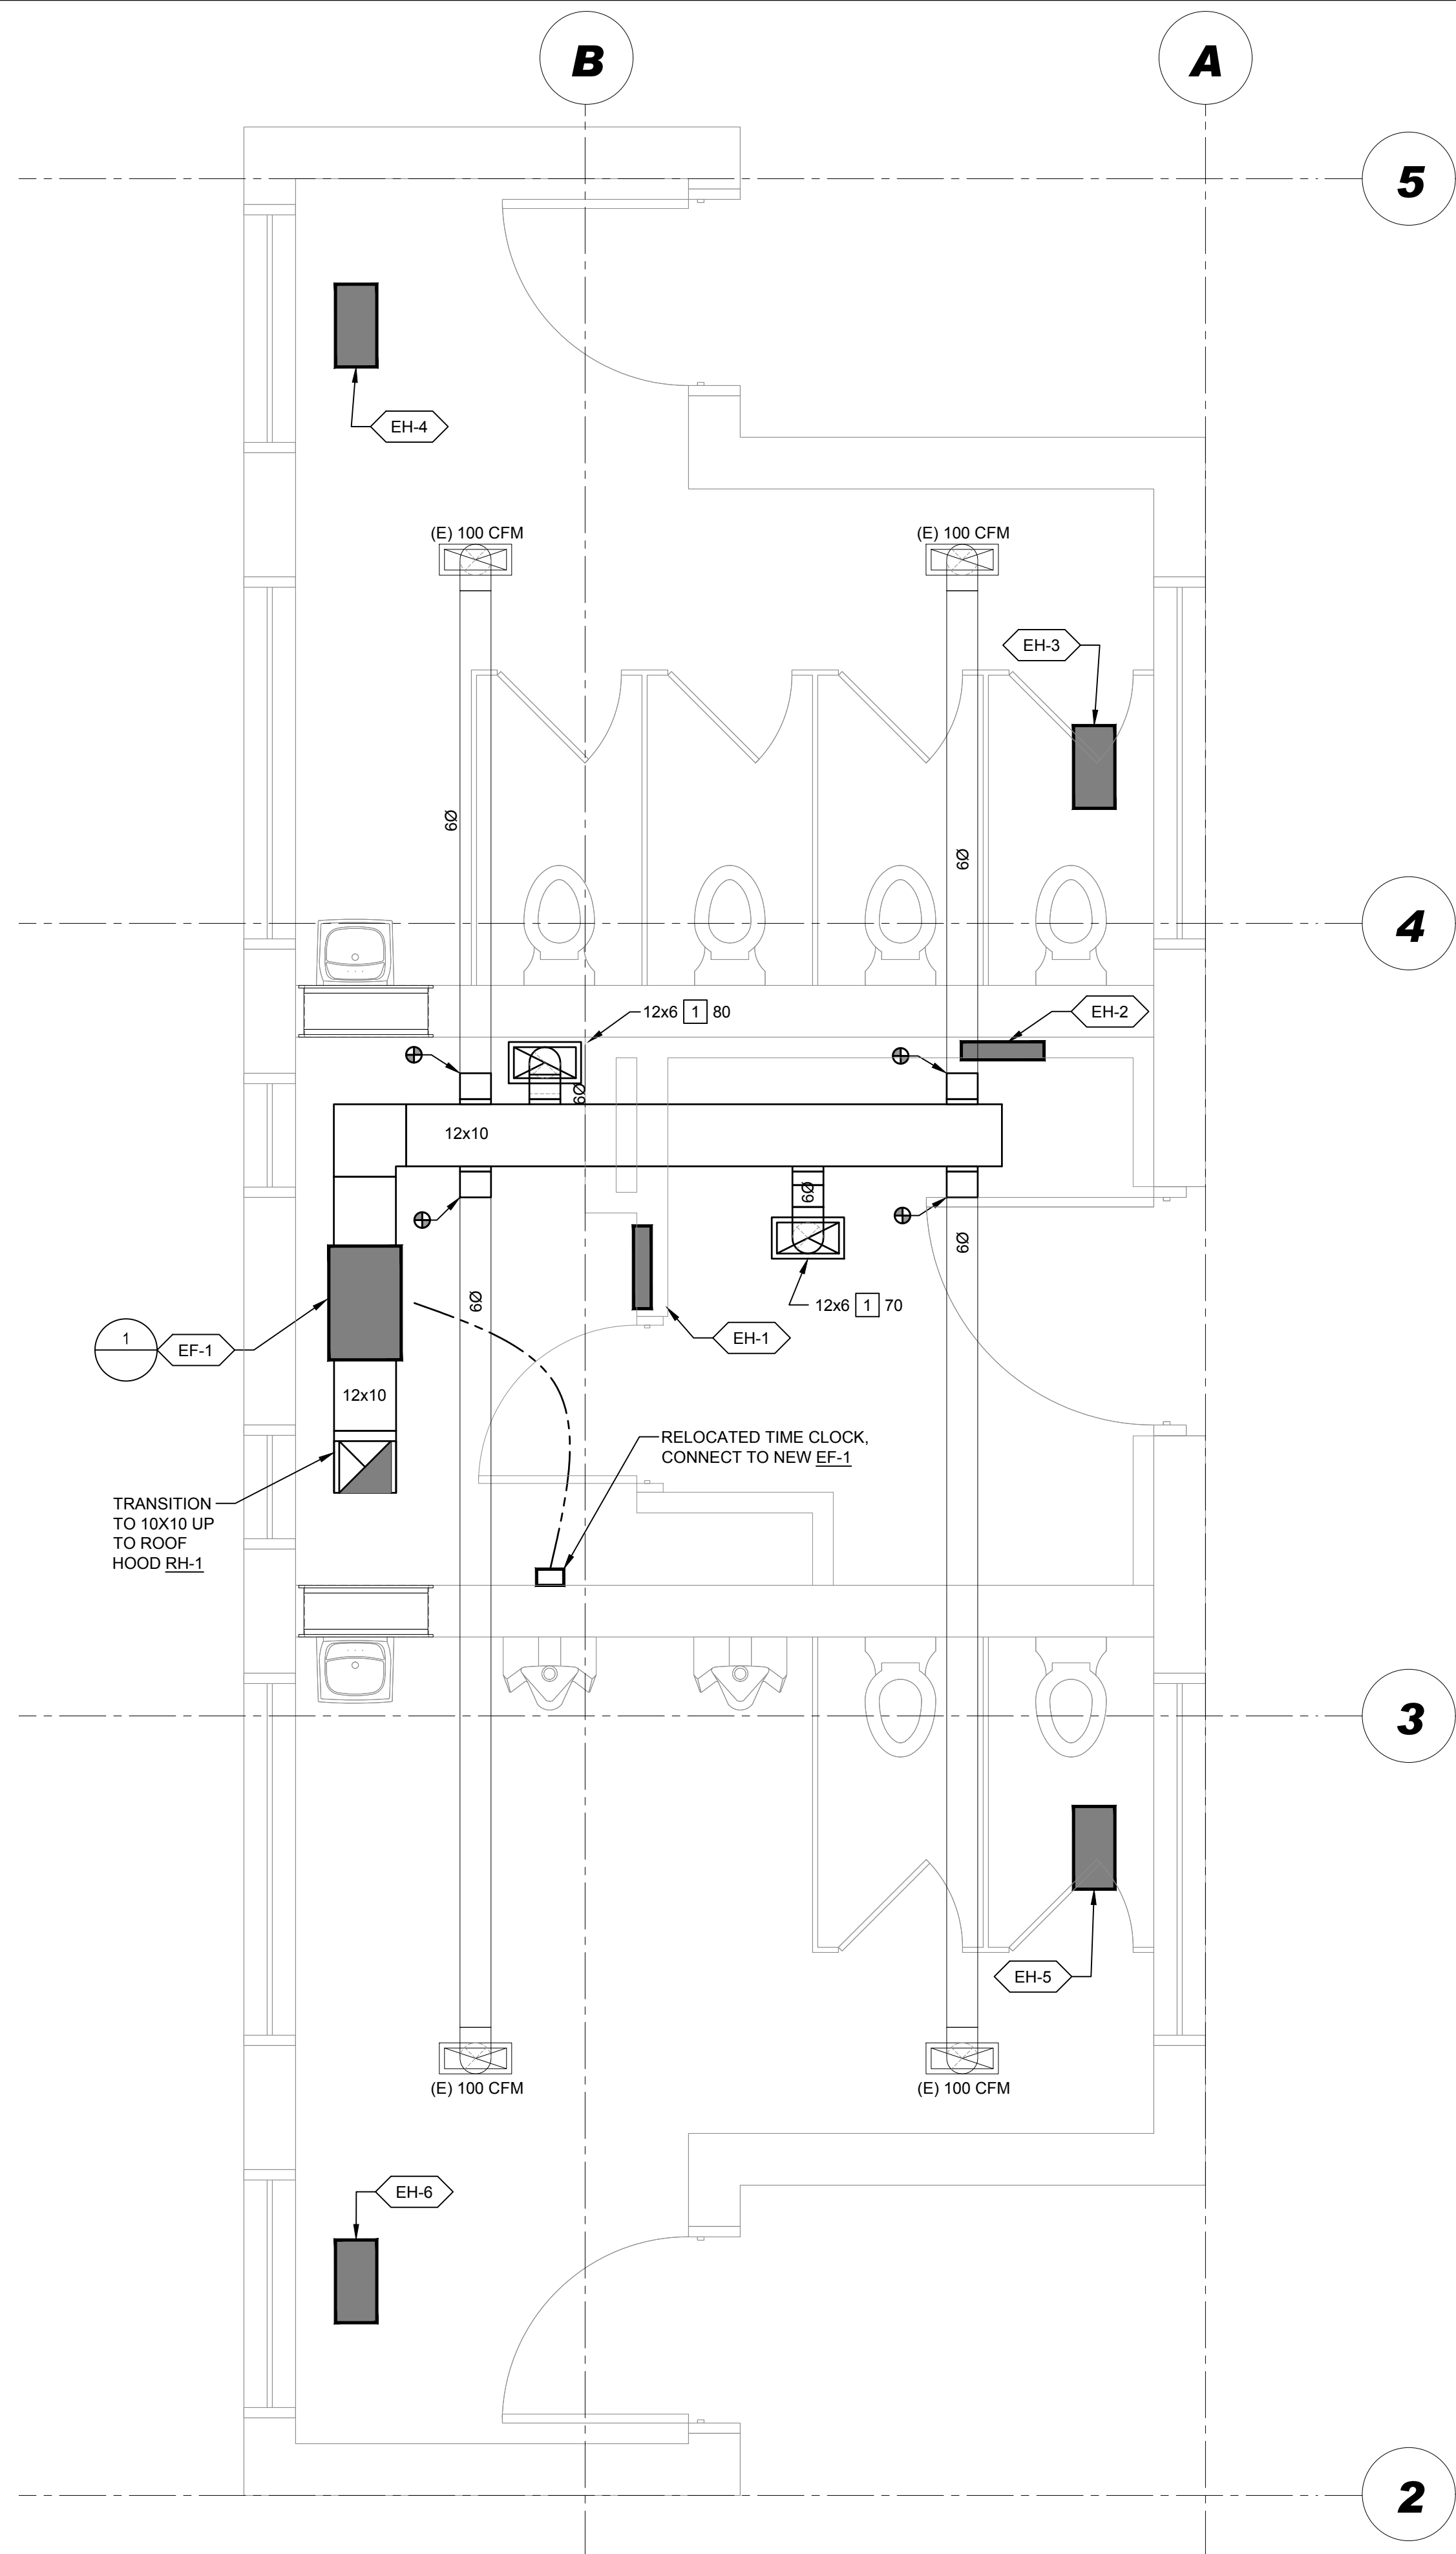 B
A
5
EH-4
(E) 100 CFM
(E) 100 CFM
EH-3
6Ø
6Ø
4
12x6 1 80
EH-2
6Ø
12x10
6Ø
6Ø
6Ø
12x6 1 70
EH-1
1
EF-1
12x10
RELOCATED TIME CLOCK,
CONNECT TO NEW EF-1
TRANSITION
TO 10X10 UP
TO ROOF
HOOD RH-1
3
EH-5
(E) 100 CFM
(E) 100 CFM
EH-6
2